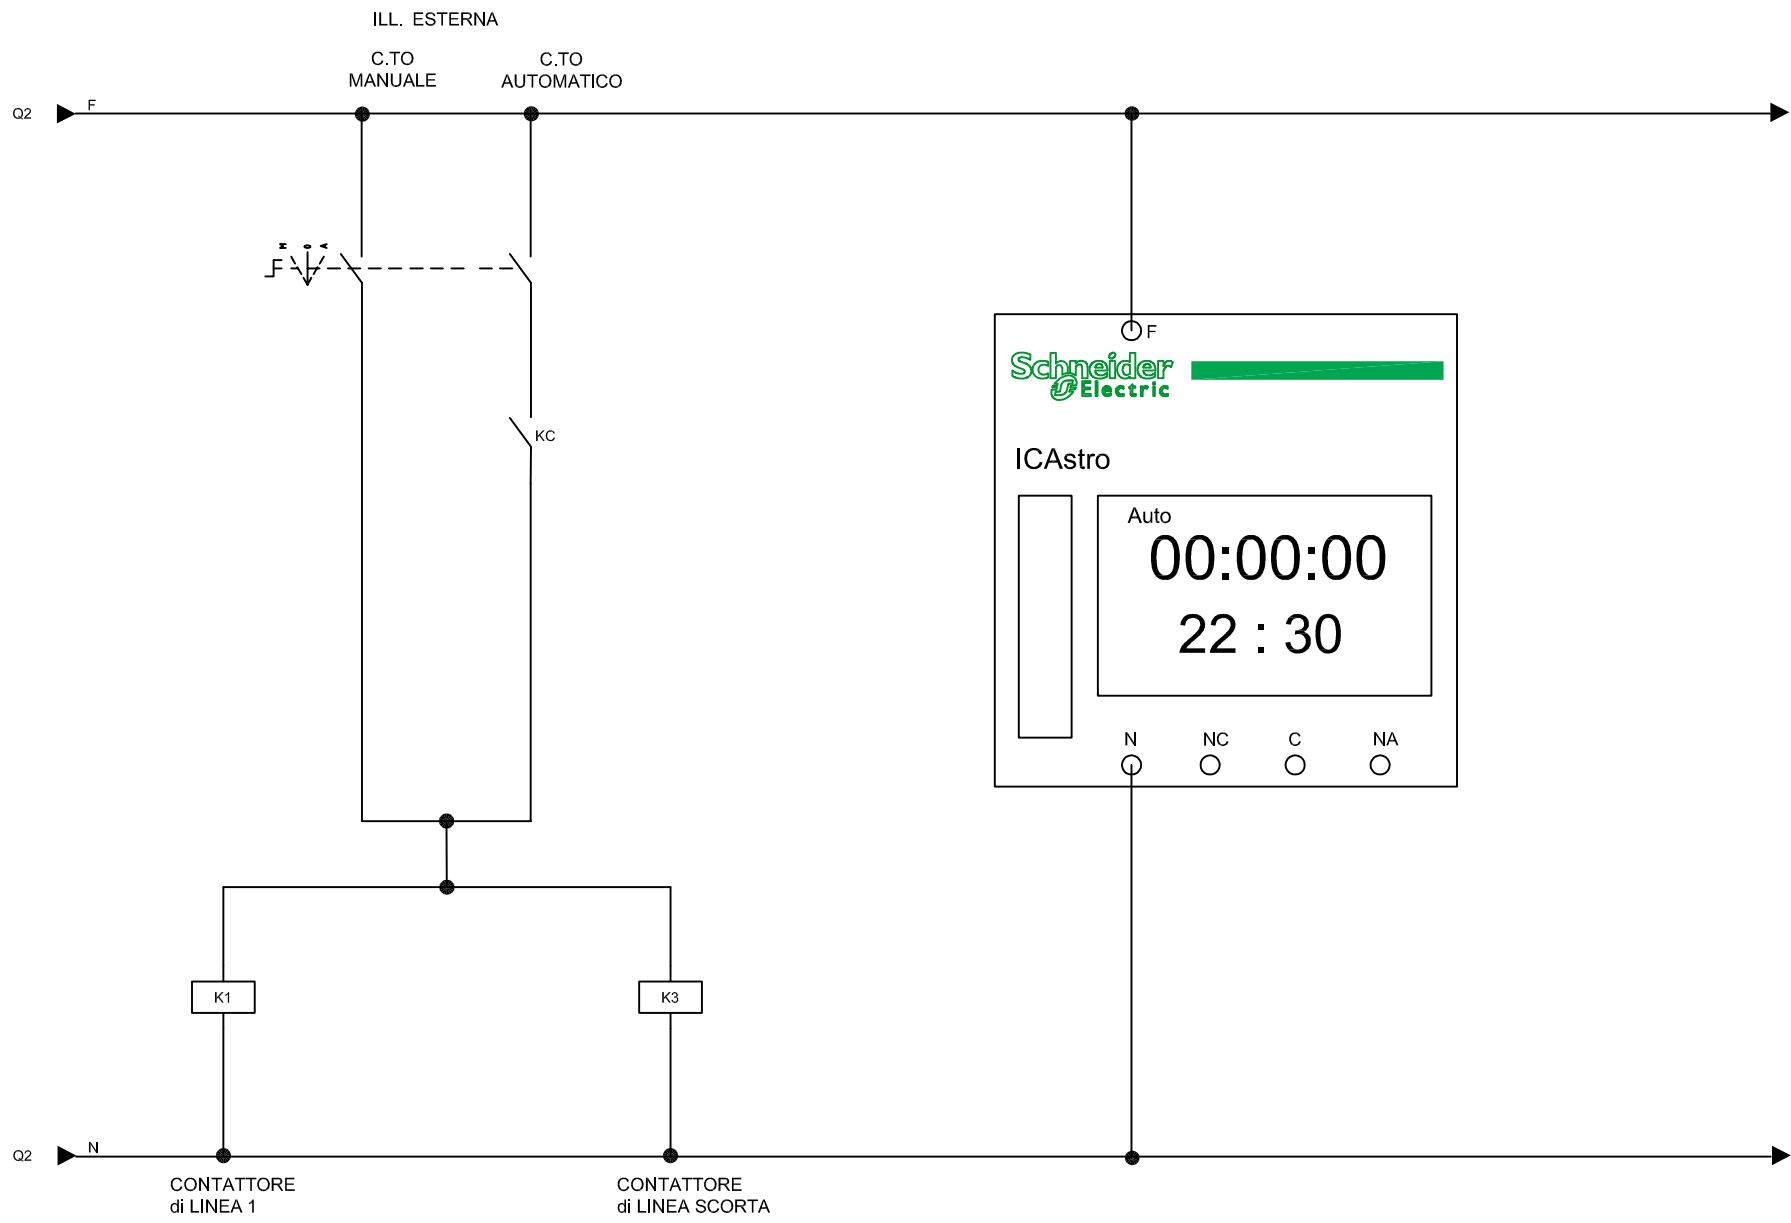 ILL. ESTERNA
C.TO
MANUALE
C.TO
AUTOMATICO
Q2
F
M O A
KC
F
Schneider
Electric
ICAstro
Auto
00:00:00
22 : 30
N NC C NA
K1
K3
Q2
N
CONTATTORE
di LINEA 1
CONTATTORE
di LINEA SCORTA